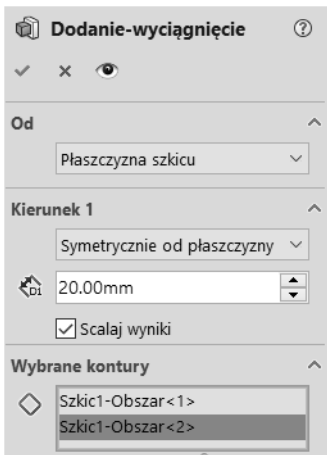 Dodanie-wyciągnięcie
Od
Płaszczyzna szkicu
Kierunek 1
Symetrycznie od płaszczyzny
D1
20.00mm
Scalaj wyniki
Wybrane kontury
Szkic1-Obszar<1>
Szkic1-Obszar<2>